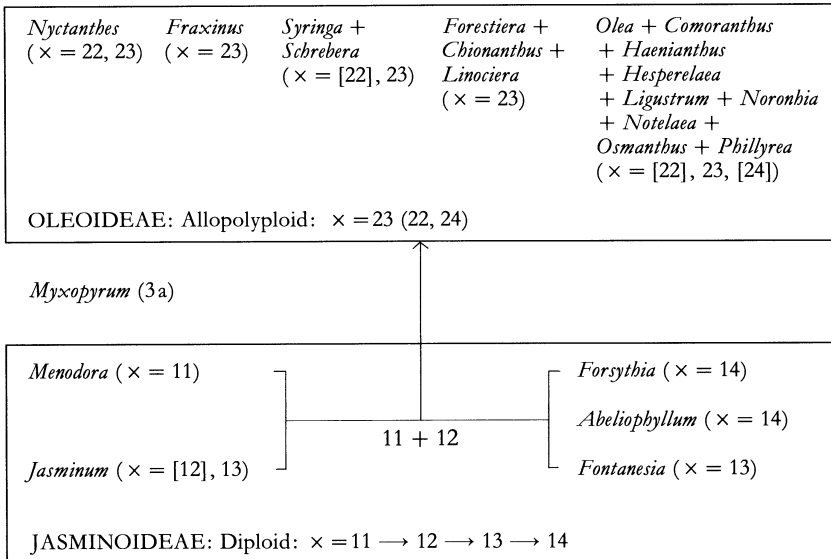 Nyctanthes
( × = 22, 23)
Fraxinus
( × = 23)
Syringa +
Schrebera
( × = [22], 23)
Forestiera +
Chionanthus +
Linociera
( × = 23)
Olea + Comoranthus
+ Haenianthus
+ Hesperelaea
+ Ligustrum + Noronhia
+ Notelaea +
Osmanthus + Phillyrea
( × = [22], 23, [24])
OLEOIDEAE: Allopolyploid: × = 23 (22, 24)
Myxopyrum (3a)
Menodora ( × = 11)
Jasminum ( × = [12], 13)
11 + 12
Forsythia ( × = 14)
Abeliophyllum ( × = 14)
Fontanesia ( × = 13)
JASMINOIDEAE: Diploid: × = 11 → 12 → 13 → 14